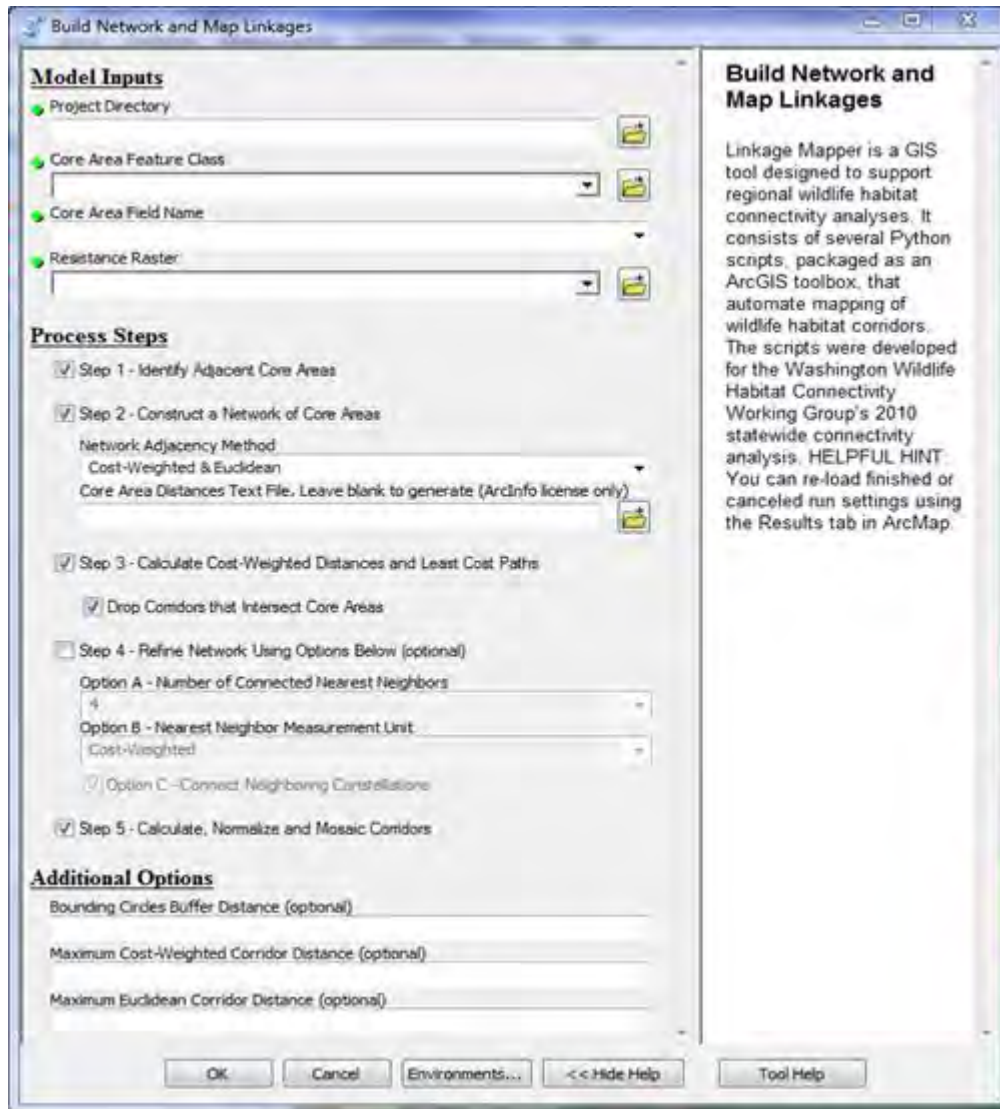 Build Network and Map Linkages
Model Inputs
Project Directory
Core Area Feature Class
Core Area Field Name
Resistance Raster
Process Steps
Step 1 - Identify Adjacent Core Areas
Step 2 - Construct a Network of Core Areas
Network Adjacency Method
Cost-Weighted & Euclidean
Core Area Distances Text File. Leave blank to generate (ArcInfo license only)
Step 3 - Calculate Cost-Weighted Distances and Least Cost Paths
Drop Corridors that Intersect Core Areas
Step 4 - Refine Network Using Options Below (optional)
Option A - Number of Connected Nearest Neighbors
4
Option B - Nearest Neighbor Measurement Unit
Cost-Weighted
Option C - Connect Neighboring Constellations
Step 5 - Calculate, Normalize and Mosaic Corridors
Additional Options
Bounding Circles Buffer Distance (optional)
Maximum Cost-Weighted Corridor Distance (optional)
Maximum Euclidean Corridor Distance (optional)
OK
Cancel
Environments...
<< Hide Help
Tool Help
Build Network and
Map Linkages
Linkage Mapper is a GIS
tool designed to support
regional wildlife habitat
connectivity analyses. It
consists of several Python
scripts, packaged as an
ArcGIS toolbox, that
automate mapping of
wildlife habitat corridors.
The scripts were developed
for the Washington Wildlife
Habitat Connectivity
Working Group's 2010
statewide connectivity
analysis. HELPFUL HINT:
You can re-load finished or
canceled run settings using
the Results tab in ArcMap.